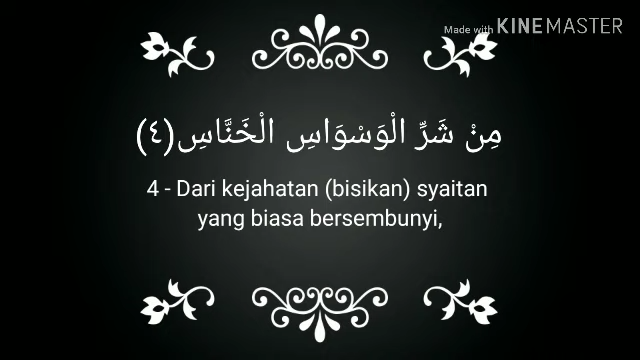 Made with KINEMASTER
مِنْ شَرِّ الْوَسْوَاسِ الْخَنَّاسِ(٤)
4 - Dari kejahatan (bisikan) syaitan
yang biasa bersembunyi,